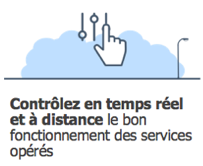 Contrôlez en temps réel
et à distance le bon
fonctionnement des services
opérés